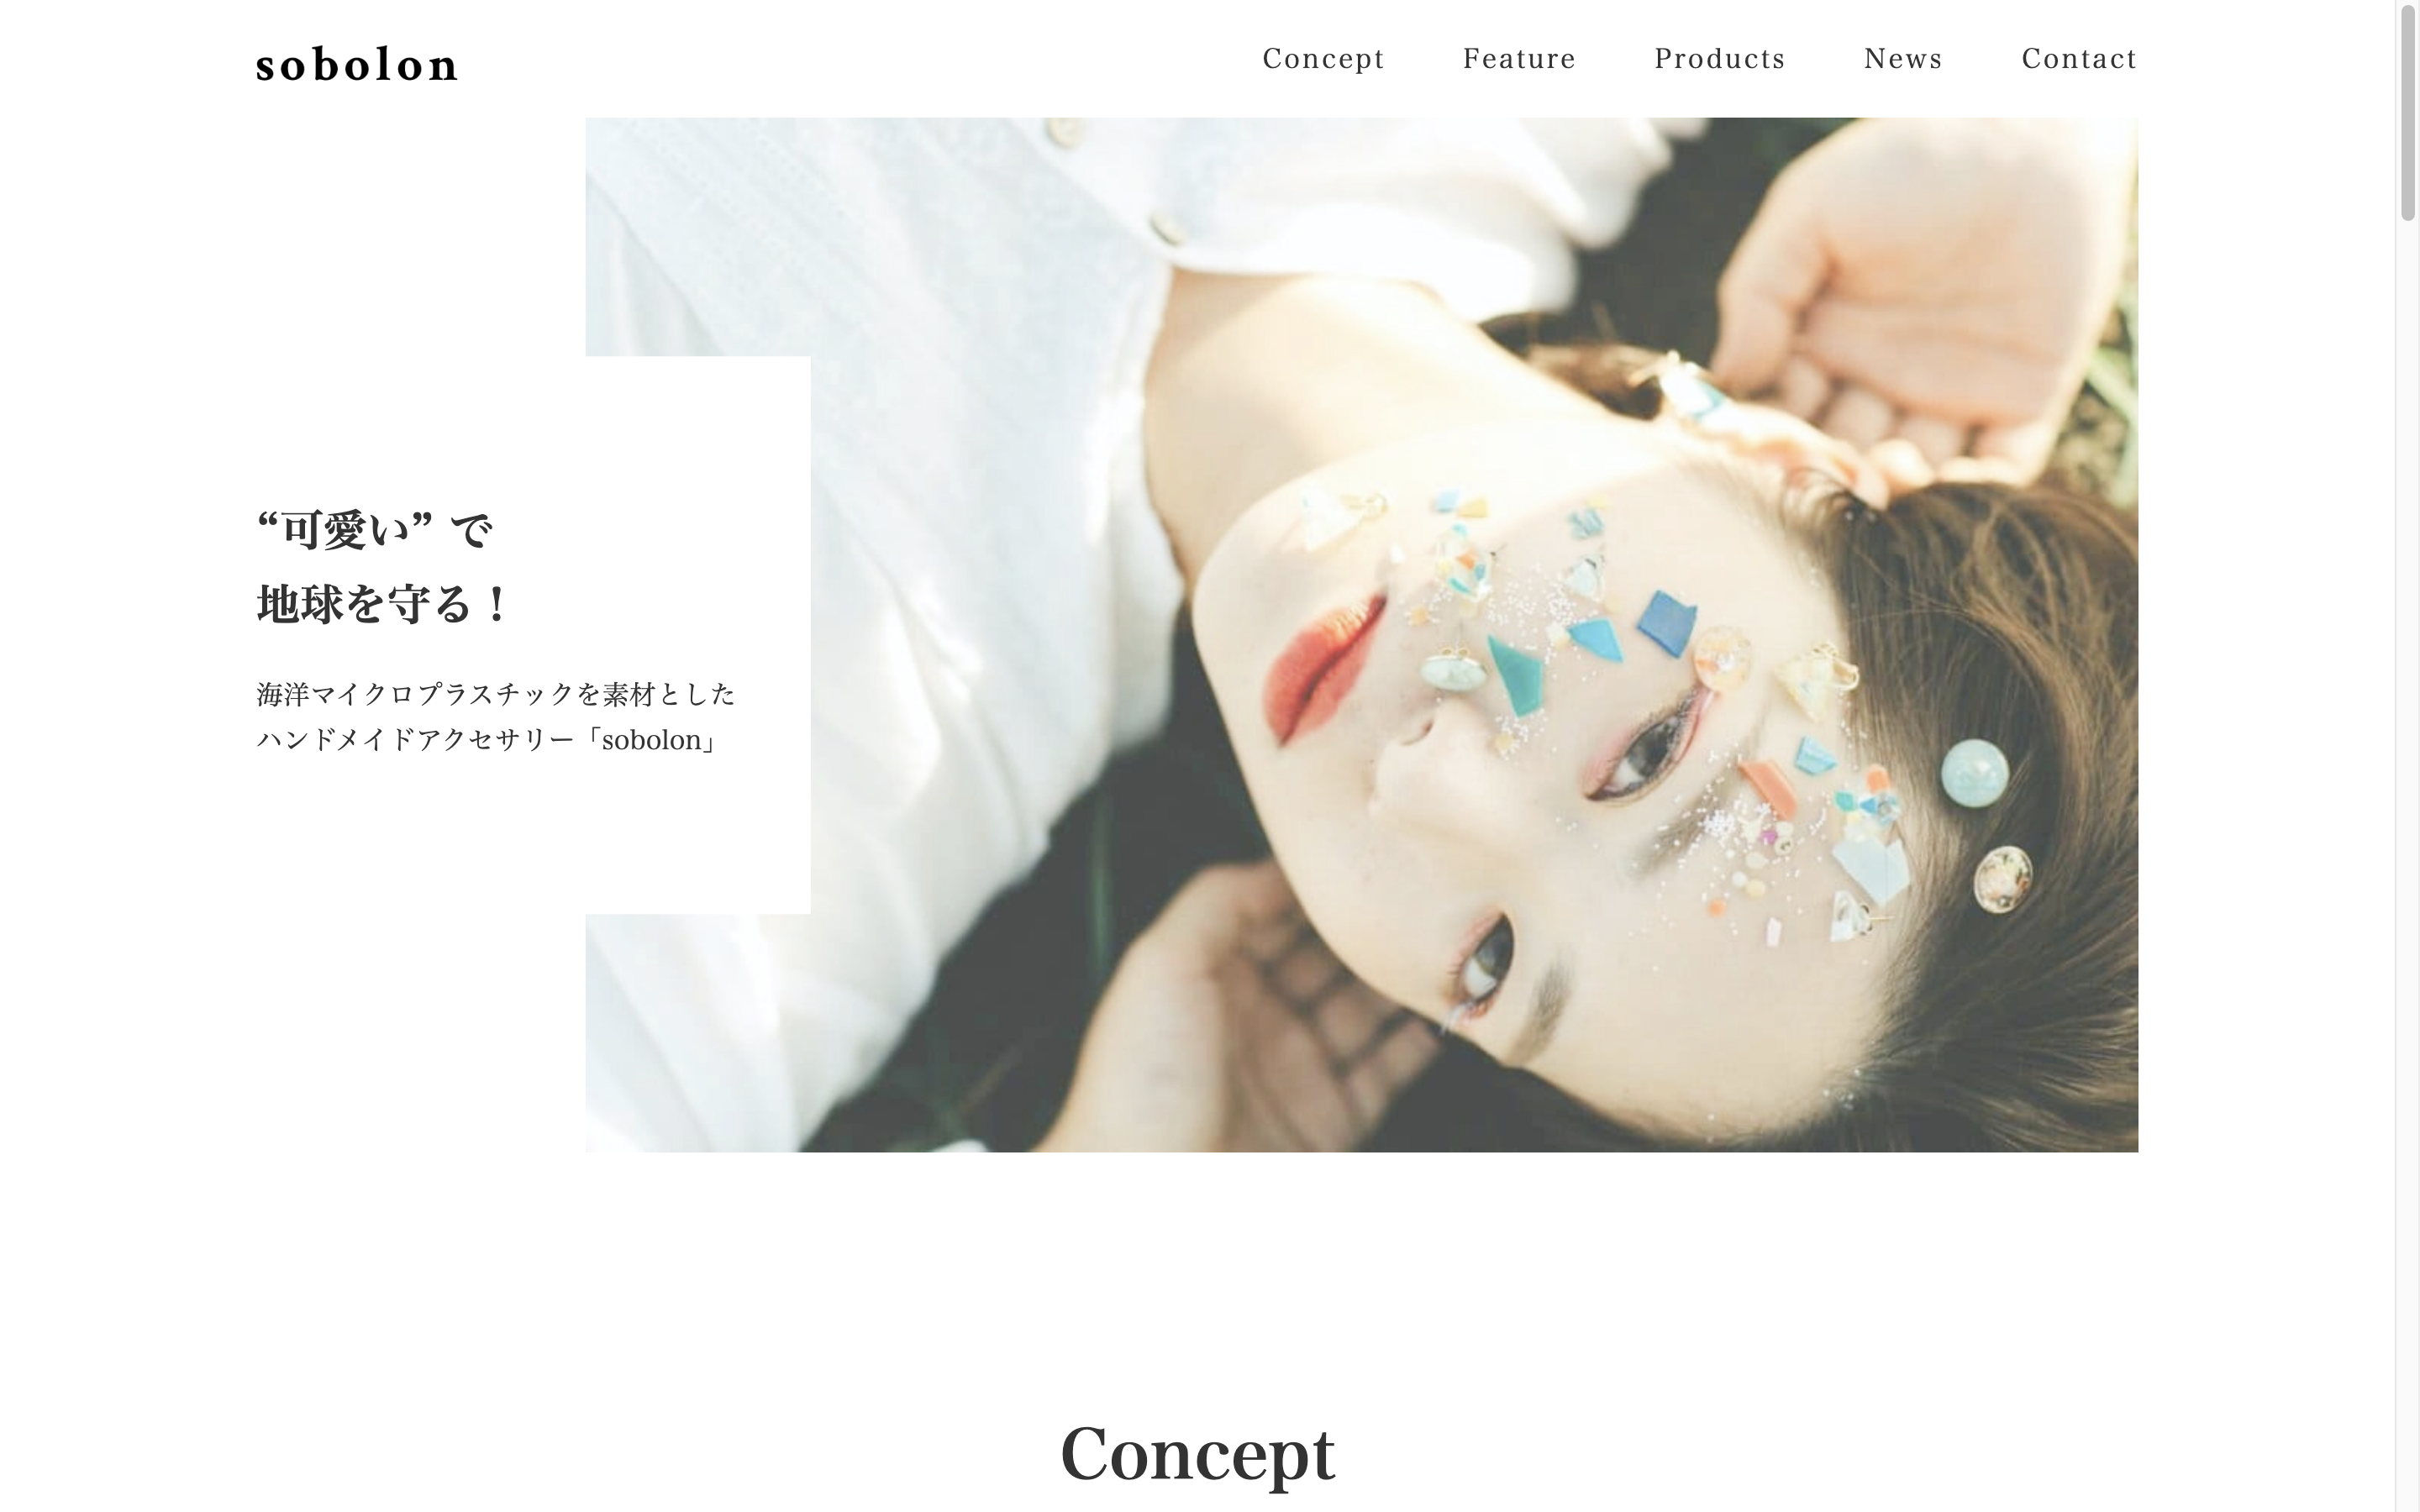 sobolon
Concept Feature Products News Contact
“可愛い” で
地球を守る！
海洋マイクロプラスチックを素材とした
ハンドメイドアクセサリー「sobolon」
Concept